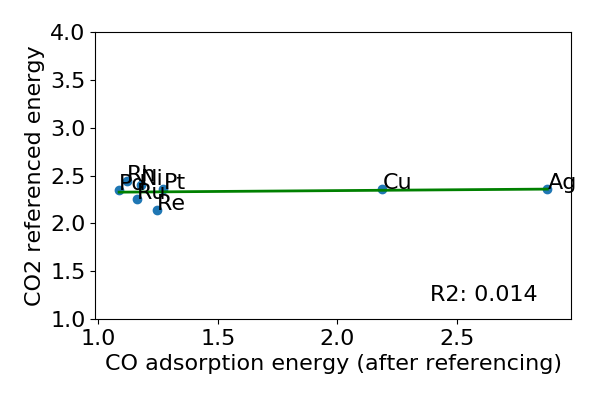 4.0
3.5
3.0
2.5
2.0
1.5
1.0
CO2 referenced energy
Rh
Pd
Ni
Pt
Ru
Re
Cu
Ag
R2: 0.014
1.0 1.5 2.0 2.5
CO adsorption energy (after referencing)